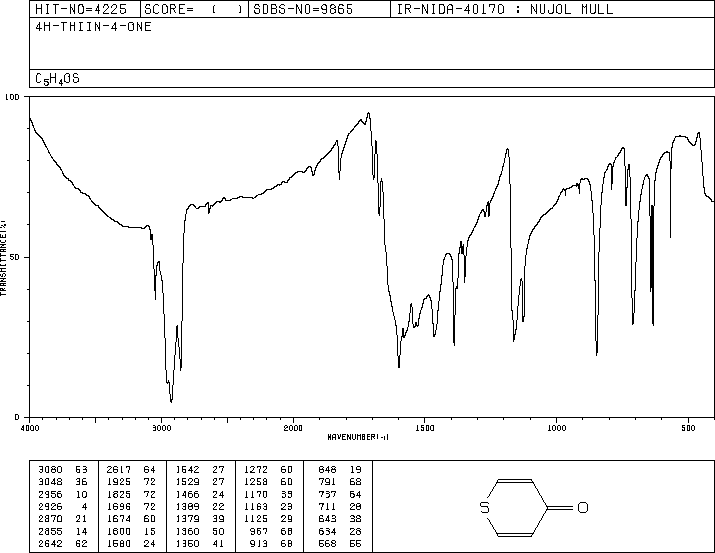 HIT-NO=4225 SCORE= ( ) SDBS-NO=9865 IR-NIDA-40170 : NUJOL MULL
4H-THIIN-4-ONE
C5H4OS
100
50
0
TRANSMITTANCE(%)
4000 3000 2000 1500 1000 500
WAVENUMBER(-1)
3080 63 2617 64 1542 27 1272 60 848 19
3048 36 1925 72 1529 27 1258 60 791 68
2956 10 1825 72 1466 24 1170 39 737 64
2926 4 1696 72 1389 22 1163 23 711 28
2870 21 1674 60 1379 39 1125 29 643 38
2855 14 1600 15 1360 50 967 68 634 28
2642 62 1580 24 1350 41 913 68 568 55
S O